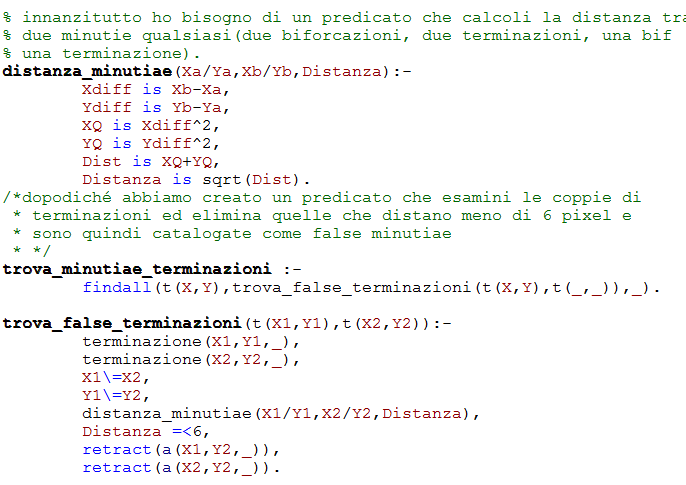 % innanzitutto ho bisogno di un predicato che calcoli la distanza tra
% due minutie qualsiasi(due biforcazioni, due terminazioni, una bif
% una terminazione).
distanza_minutiae(Xa/Ya,Xb/Yb,Distanza):-
        Xdiff is Xb-Xa,
        Ydiff is Yb-Ya,
        XQ is Xdiff^2,
        YQ is Ydiff^2,
        Dist is XQ+YQ,
        Distanza is sqrt(Dist).
/*dopodiché abbiamo creato un predicato che esamini le coppie di
 * terminazioni ed elimina quelle che distano meno di 6 pixel e
 * sono quindi catalogate come false minutiae
 * */
trova_minutiae_terminazioni :-
        findall(t(X,Y),trova_false_terminazioni(t(X,Y),t(_,_)),_).

trova_false_terminazioni(t(X1,Y1),t(X2,Y2)):-
        terminazione(X1,Y1,_),
        terminazione(X2,Y2,_),
        X1\=X2,
        Y1\=Y2,
        distanza_minutiae(X1/Y1,X2/Y2,Distanza),
        Distanza =<6,
        retract(a(X1,Y2,_)),
        retract(a(X2,Y2,_)).